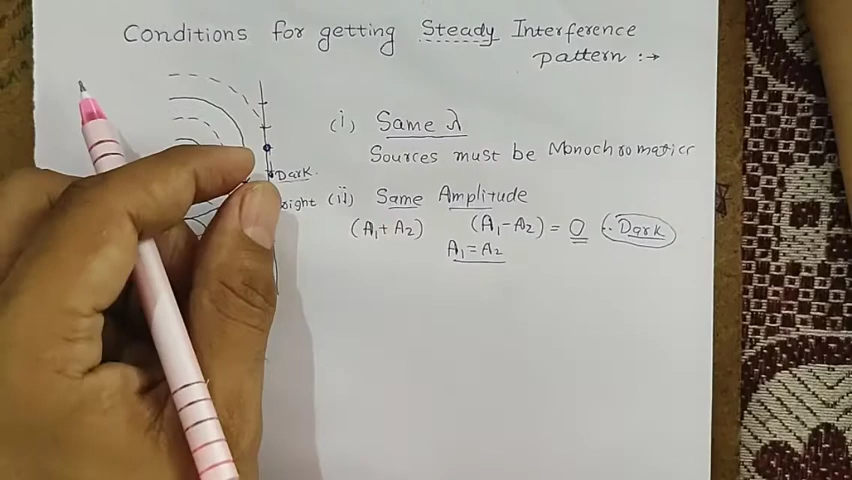 Conditions for getting Steady Interference
pattern :→
(i) Same λ
Sources must be Monochromatic
Dark.
(ii) Same Amplitude
(A₁+A₂) (A₁-A₂) = 0 Dark
A₁=A₂